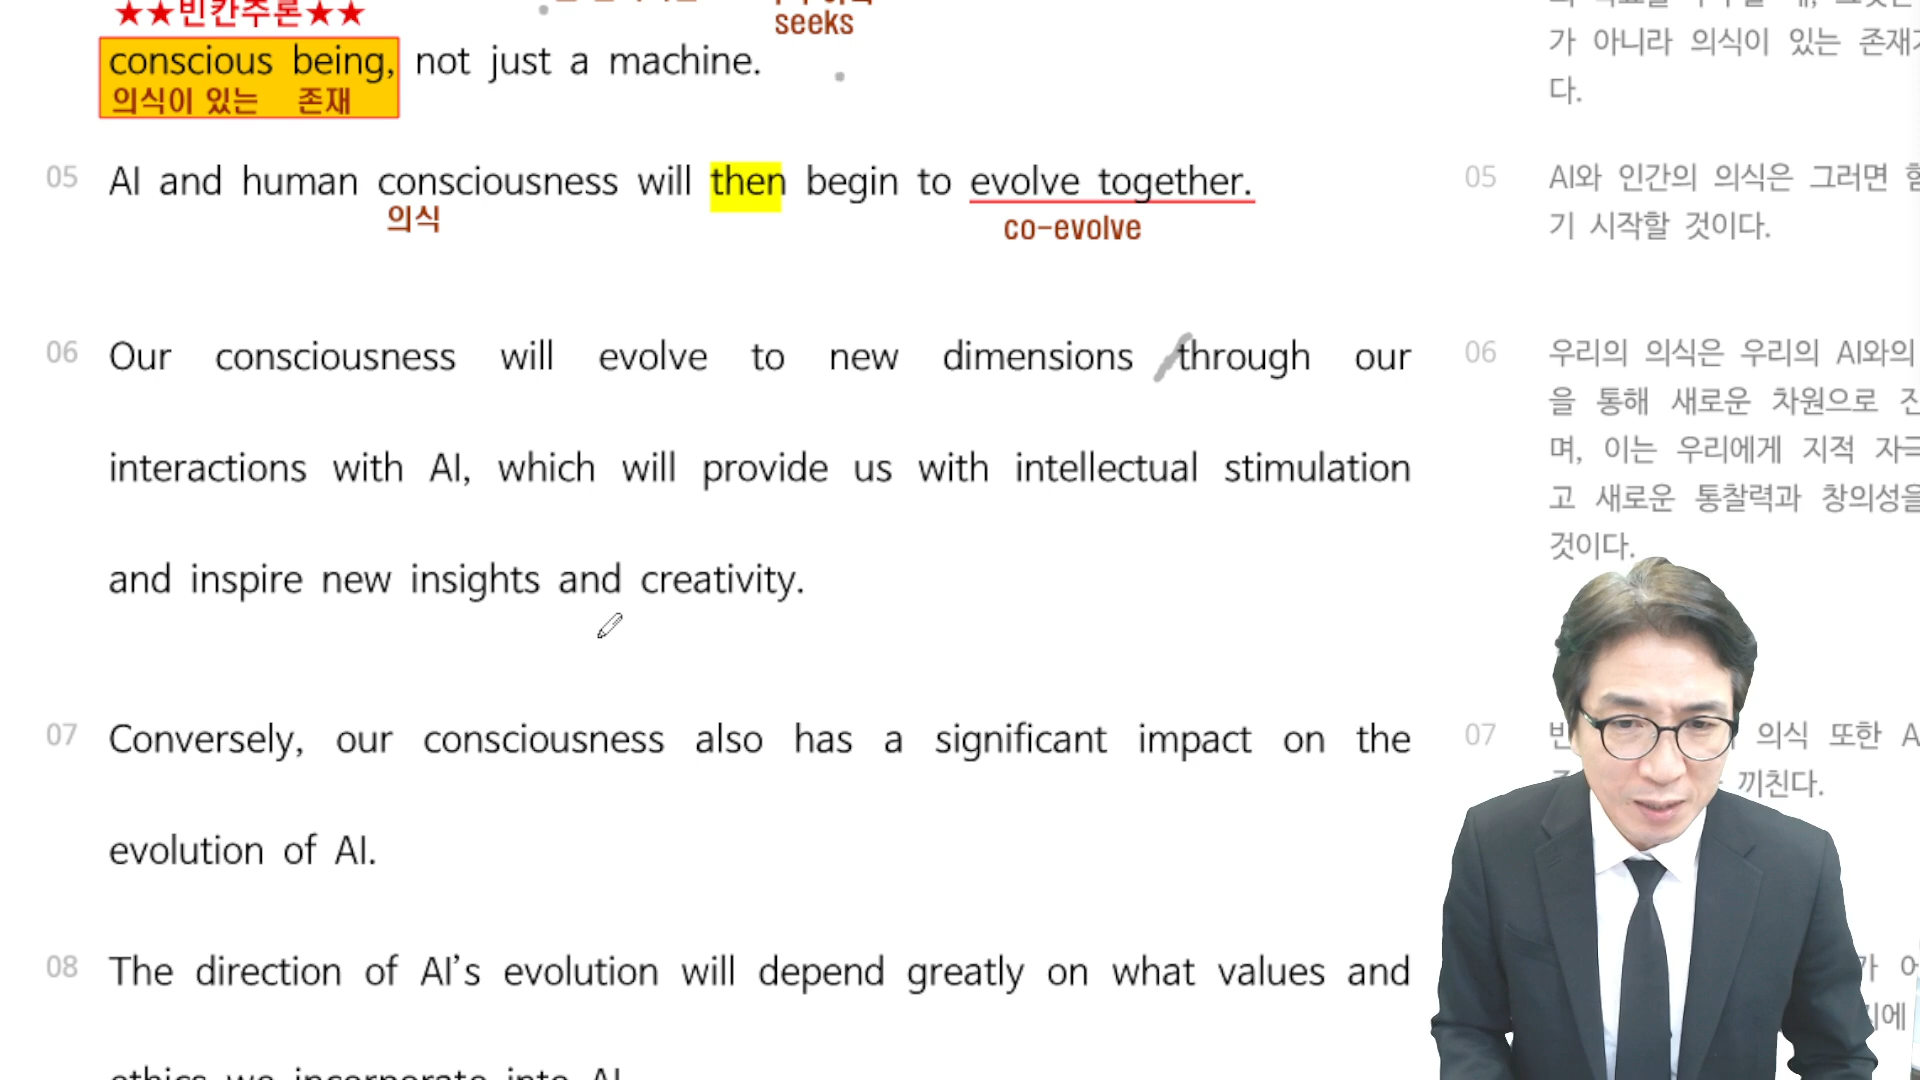 ★★빈칸추론★★
seeks
conscious being, not just a machine.
의식이 있는 존재
05 AI and human consciousness will then begin to evolve together.
의식
co-evolve
06 Our consciousness will evolve to new dimensions through our
interactions with AI, which will provide us with intellectual stimulation
and inspire new insights and creativity.
07 Conversely, our consciousness also has a significant impact on the
evolution of AI.
08 The direction of AI's evolution will depend greatly on what values and
ethics we incorporate into AI.
가 아니라 의식이 있는 존재
다.
05 AI와 인간의 의식은 그러면
기 시작할 것이다.
06 우리의 의식은 우리의 AI와의
을 통해 새로운 차원으로
며, 이는 우리에게 지적
고 새로운 통찰력과 창의성을
것이다.
07 의식 또한
끼친다.